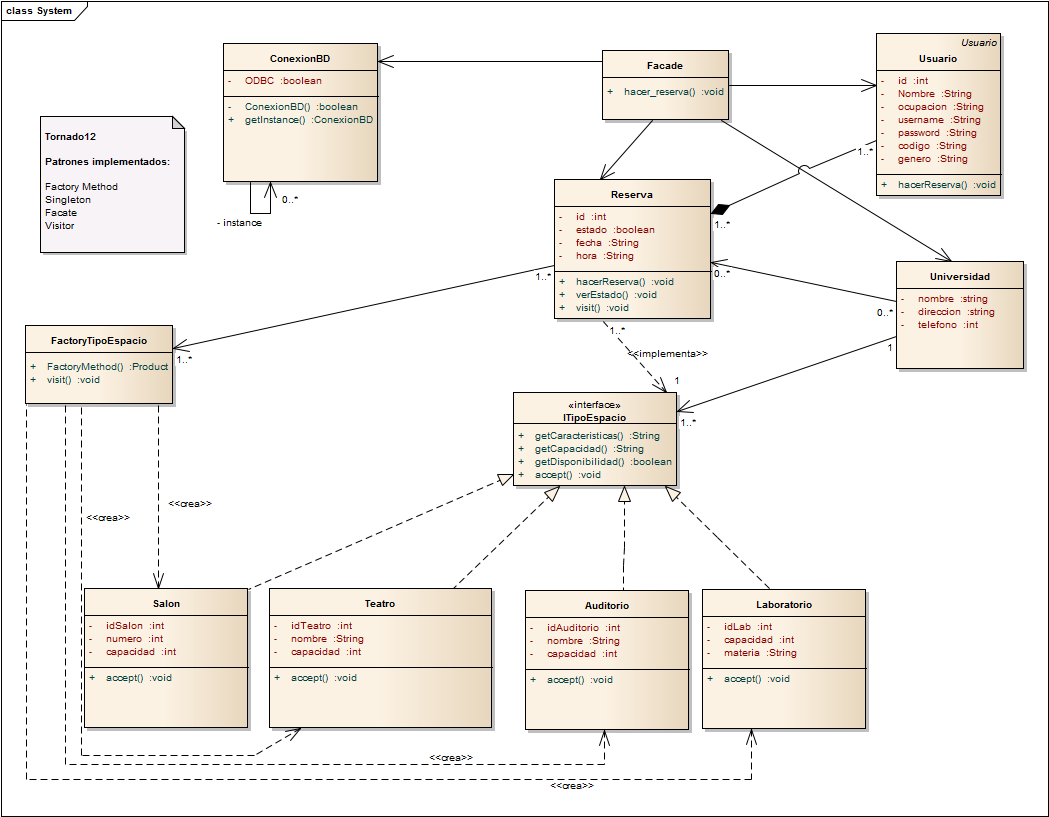 class System
ConexionBD
- ODBC :boolean
- ConexionBD() :boolean
+ getInstance() :ConexionBD
0..*
- instance
Facade
+ hacer_reserva() :void
Usuario
Usuario
- id :int
- Nombre :String
- ocupacion :String
- username :String
- password :String
- codigo :String
- genero :String
+ hacerReserva() :void
1..*
Tornado12
Patrones implementados:
Factory Method
Singleton
Facate
Visitor
Reserva
- id :int
- estado :boolean
- fecha :String
- hora :String
+ hacerReserva() :void
+ verEstado() :void
+ visit() :void
1..*
1..*
0..*
1..*
Universidad
- nombre :string
- direccion :string
- telefono :int
0..*
1
FactoryTipoEspacio
+ FactoryMethod() :Product
+ visit() :void
1..*
<<implementa>>
1
1..*
«interface»
ITipoEspacio
+ getCaracteristicas() :String
+ getCapacidad() :String
+ getDisponibilidad() :boolean
+ accept() :void
<<crea>>
<<crea>>
Salon
- idSalon :int
- numero :int
- capacidad :int
+ accept() :void
Teatro
- idTeatro :int
- nombre :String
- capacidad :int
+ accept() :void
Auditorio
- idAuditorio :int
- nombre :String
- capacidad :int
+ accept() :void
Laboratorio
- idLab :int
- capacidad :int
- materia :String
+ accept() :void
<<crea>>
<<crea>>